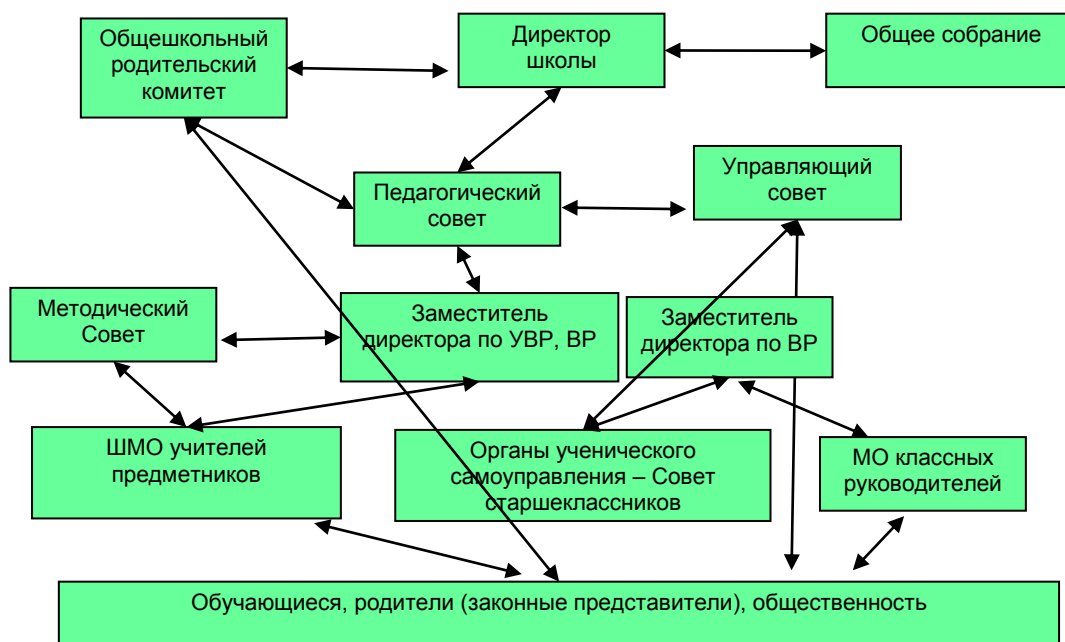 Общешкольный
родительский
комитет
Директор
школы
Общее собрание
Педагогический
совет
Управляющий
совет
Методический
Совет
Заместитель
директора по УВР, ВР
Заместитель
директора по ВР
ШМО учителей
предметников
Органы ученического
самоуправления – Совет
старшеклассников
МО классных
руководителей
Обучающиеся, родители (законные представители), общественность